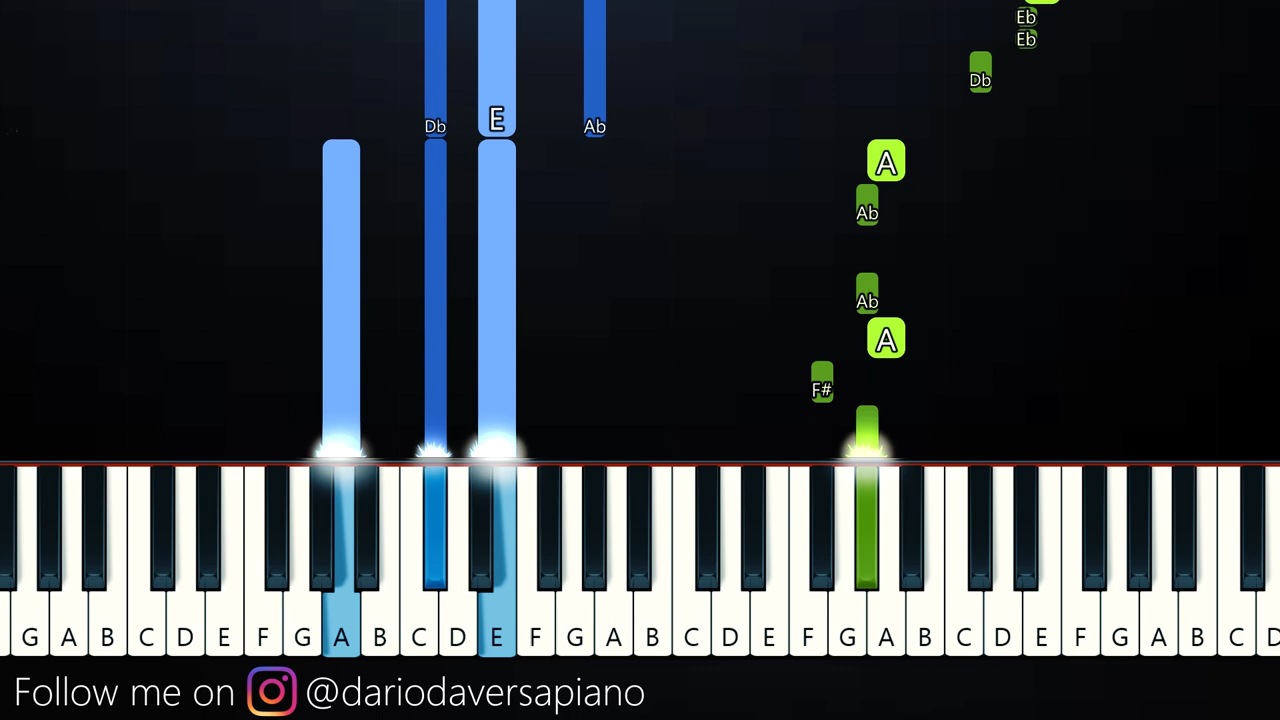 Eb
Eb
Db
Db E Ab
A
Ab
Ab
A
F#
G A B C D E F G A B C D E F G A B C D E F G A B C D E F G A B C D
Follow me on @dariodaversapiano